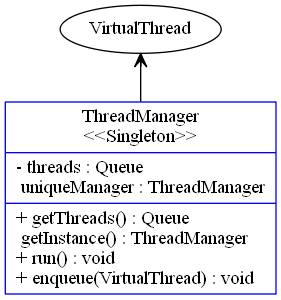 VirtualThread
ThreadManager
<<Singleton>>
- threads : Queue
uniqueManager : ThreadManager
+ getThreads() : Queue
getInstance() : ThreadManager
+ run() : void
+ enqueue(VirtualThread) : void